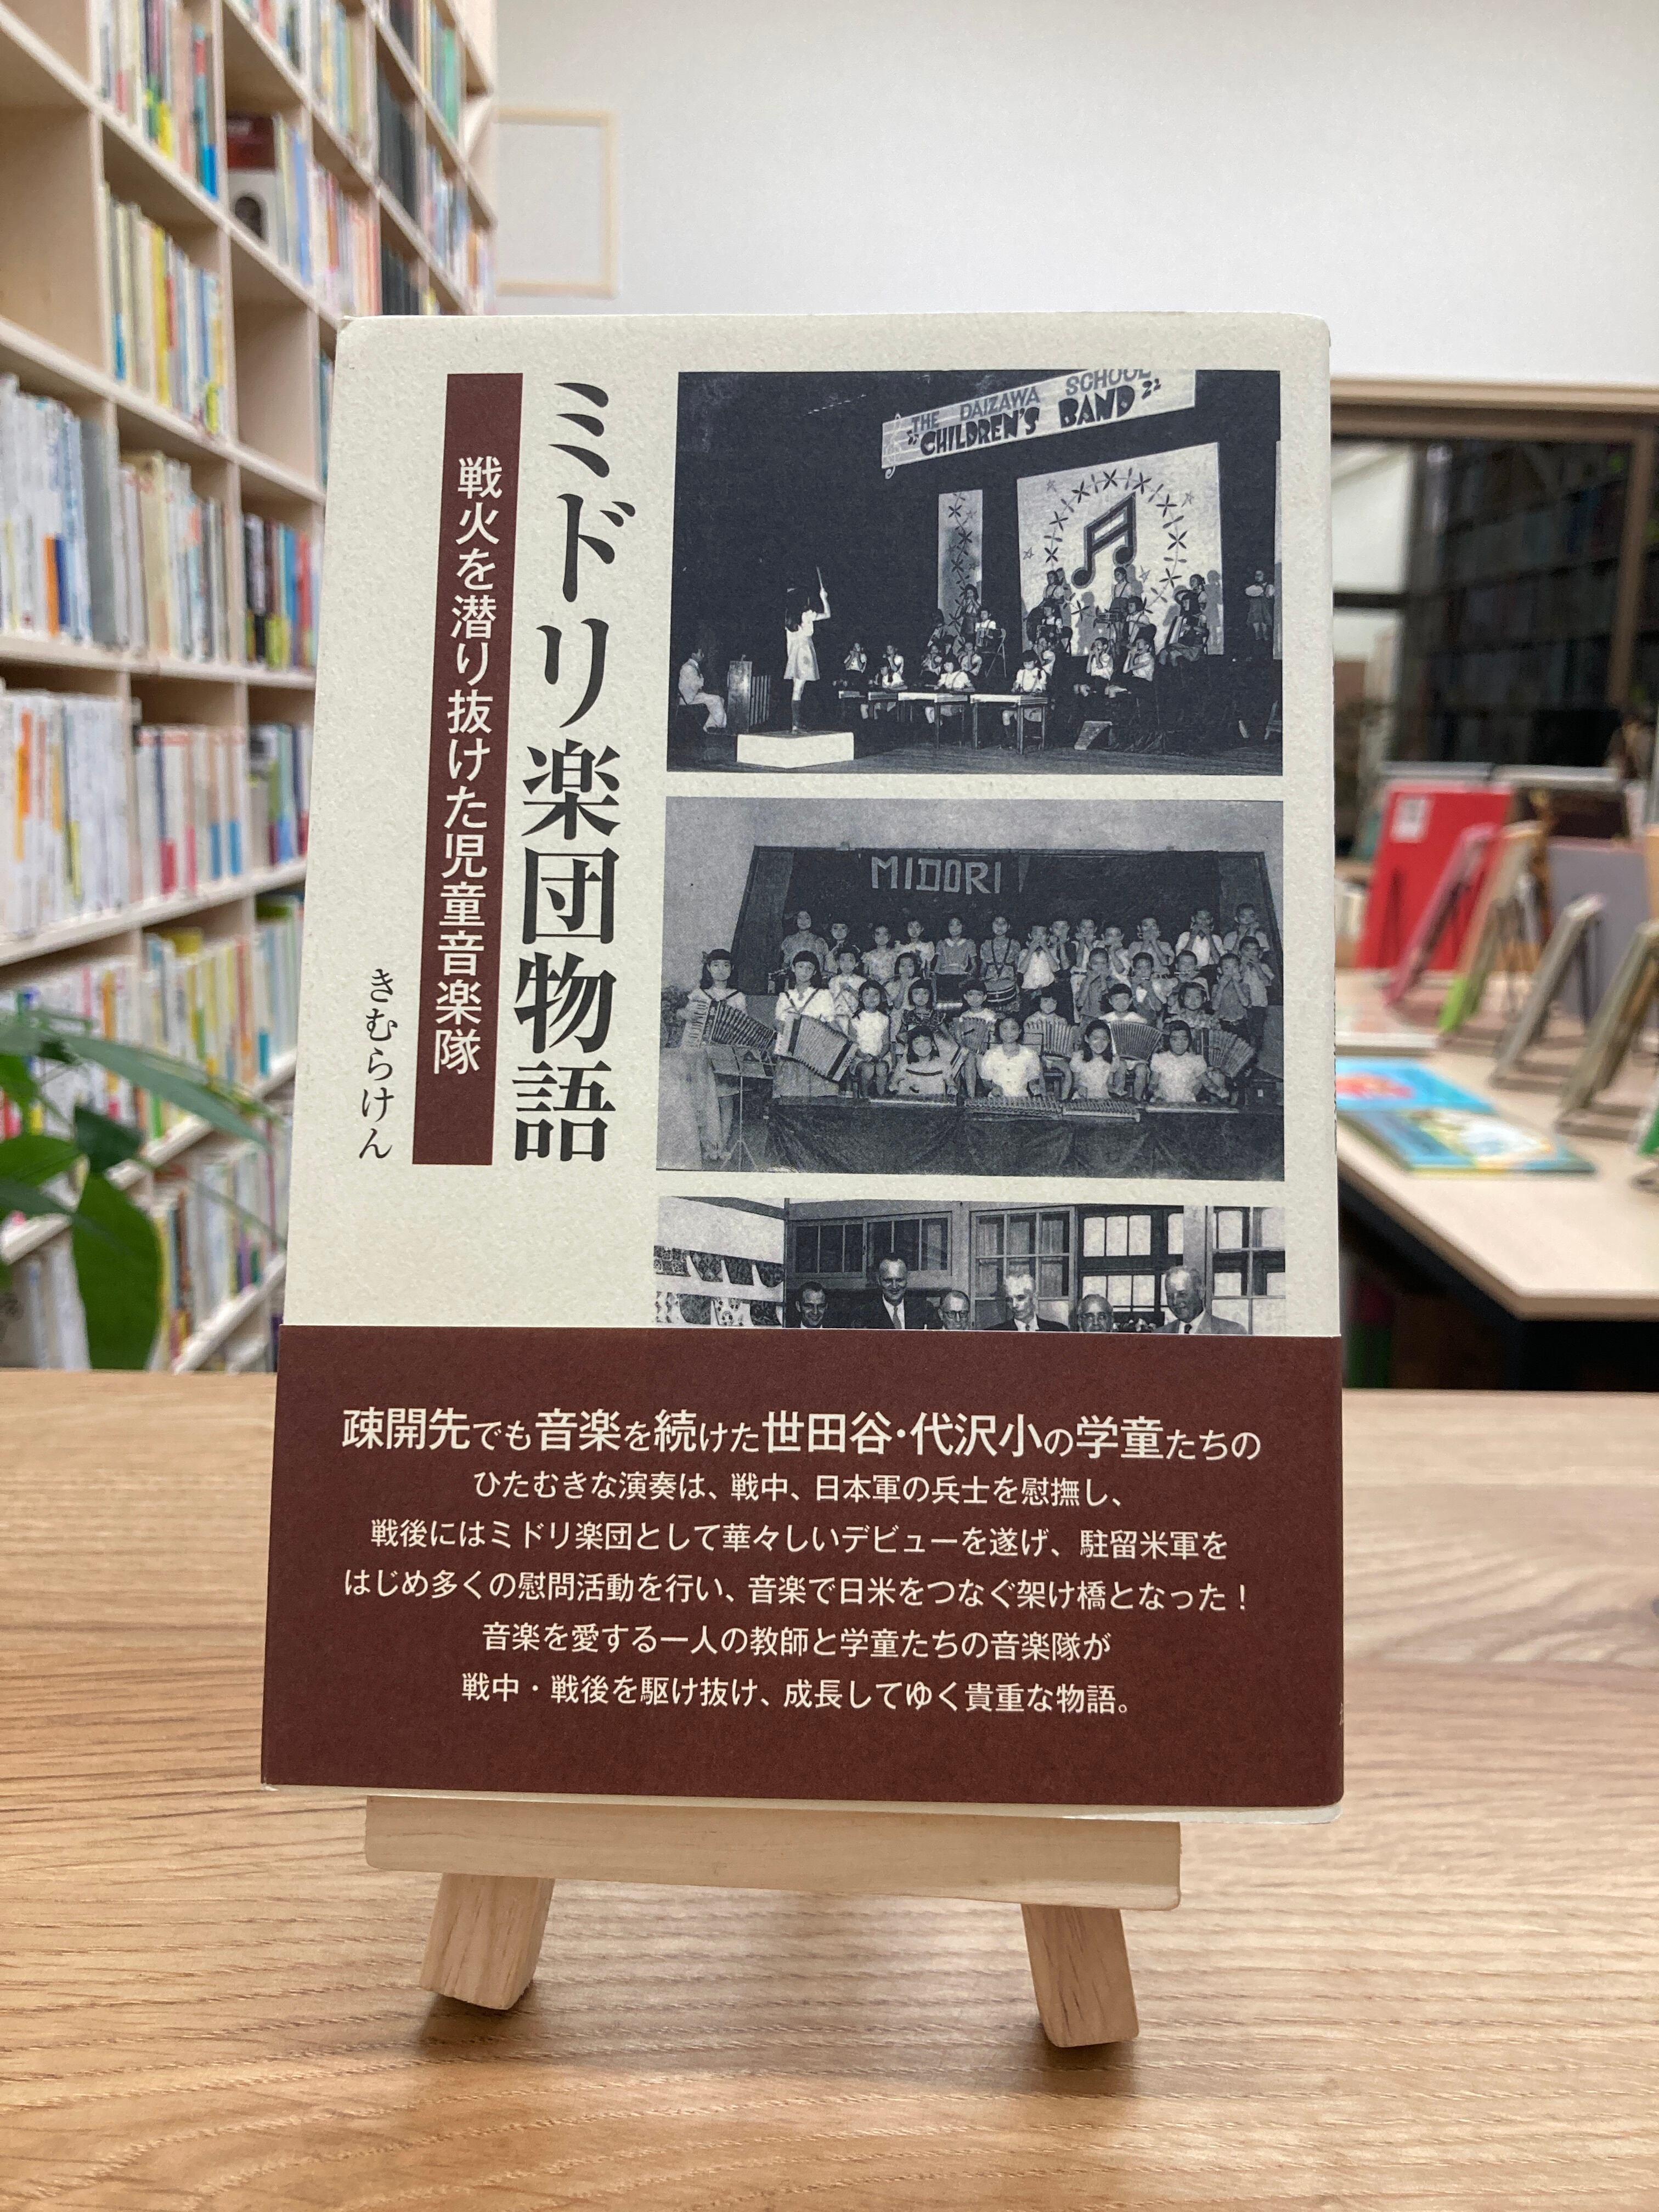 ミドリ楽団物語
戦火を潜り抜けた児童音楽隊
きむらけん
THE DAIZAWA SCHOOL
CHILDREN'S BAND
MIDORI
疎開先でも音楽を続けた世田谷・代沢小の学童たちの
ひたむきな演奏は、戦中、日本軍の兵士を慰撫し、
戦後にはミドリ楽団として華々しいデビューを遂げ、駐留米軍を
はじめ多くの慰問活動を行い、音楽で日米をつなぐ架け橋となった！
音楽を愛する一人の教師と学童たちの音楽隊が
戦中・戦後を駆け抜け、成長してゆく貴重な物語。